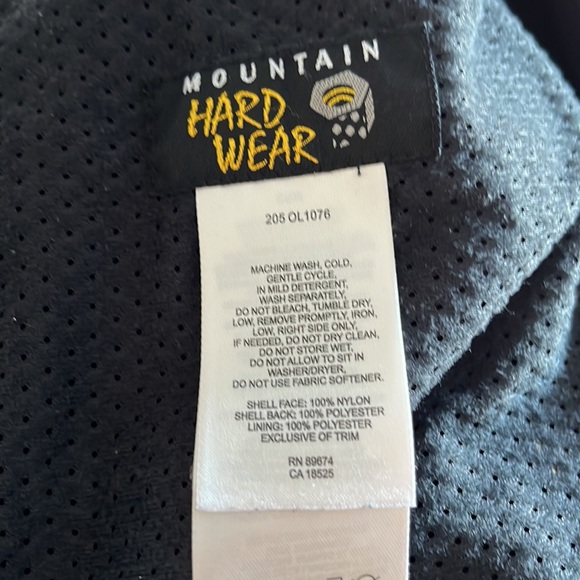 MOUNTAIN
HARD
WEAR
205 OL1076
MACHINE WASH, COLD,
GENTLE CYCLE,
IN MILD DETERGENT,
WASH SEPARATELY,
DO NOT BLEACH, TUMBLE DRY,
LOW, REMOVE PROMPTLY, IRON,
LOW, RIGHT SIDE ONLY,
IF NEEDED, DO NOT DRY CLEAN,
DO NOT STORE WET,
DO NOT ALLOW TO SIT IN
WASHER/DRYER,
DO NOT USE FABRIC SOFTENER.
SHELL FACE: 100% NYLON
SHELL BACK: 100% POLYESTER
LINING: 100% POLYESTER
EXCLUSIVE OF TRIM
RN 89674
CA 18525